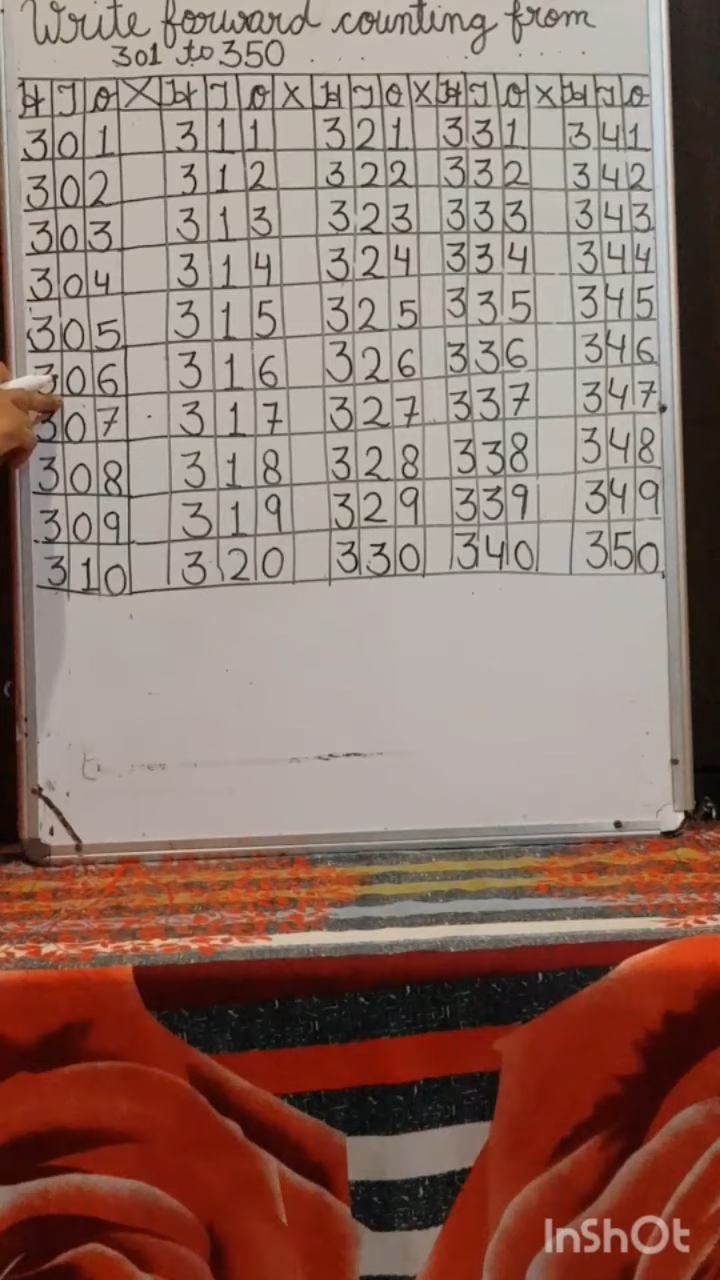 Write forward counting from
301 to 350
H T O X H T O X H T O X H T O X H T O
301 311 321 331 341
302 312 322 332 342
303 313 323 333 343
304 314 324 334 344
305 315 325 335 345
306 316 326 336 346
307 317 327 337 347
308 318 328 338 348
309 319 329 339 349
310 320 330 340 350
InShOt